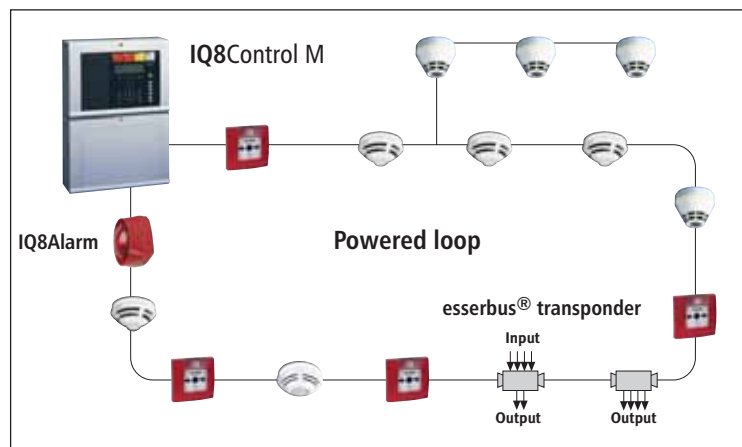 IQ8Control M
IQ8Alarm
Powered loop
esserbus® transponder
Input
Output
Output